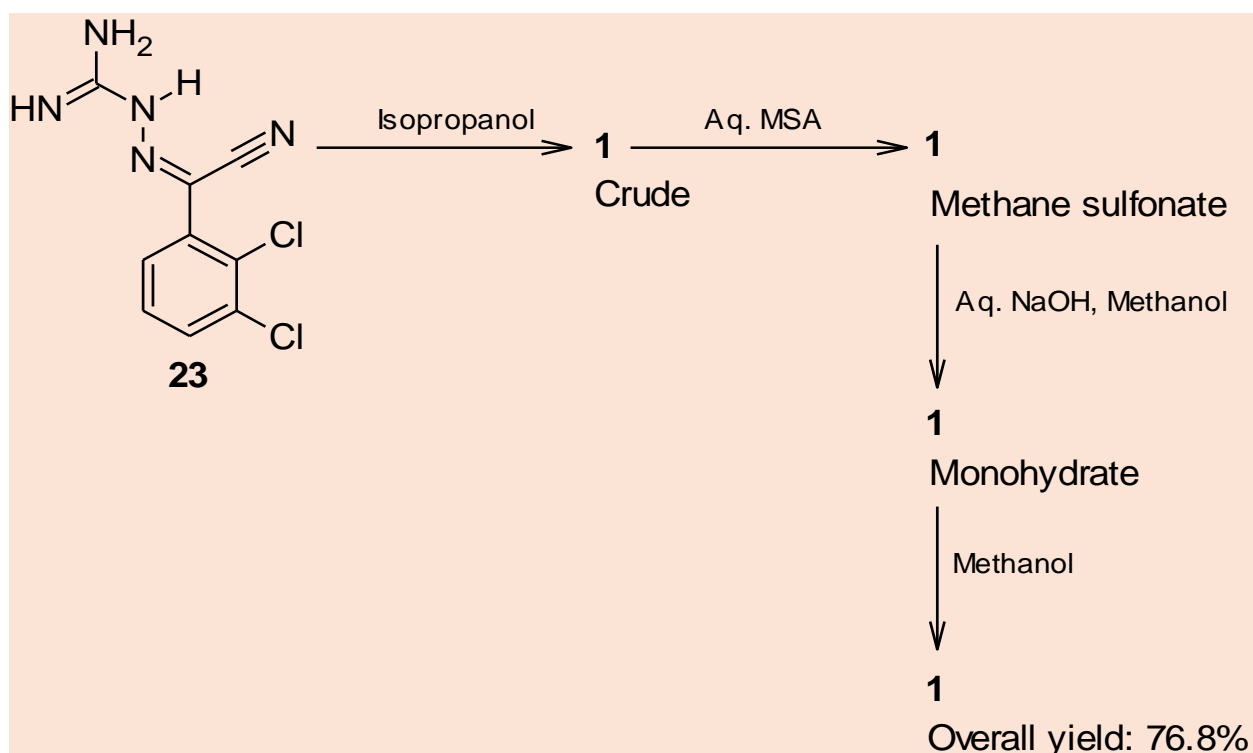 NH2
HN
N
H
N
N
Cl
Cl
23
Isopropanol
1
Crude
Aq. MSA
1
Methane sulfonate
Aq. NaOH, Methanol
1
Monohydrate
Methanol
1
Overall yield: 76.8%